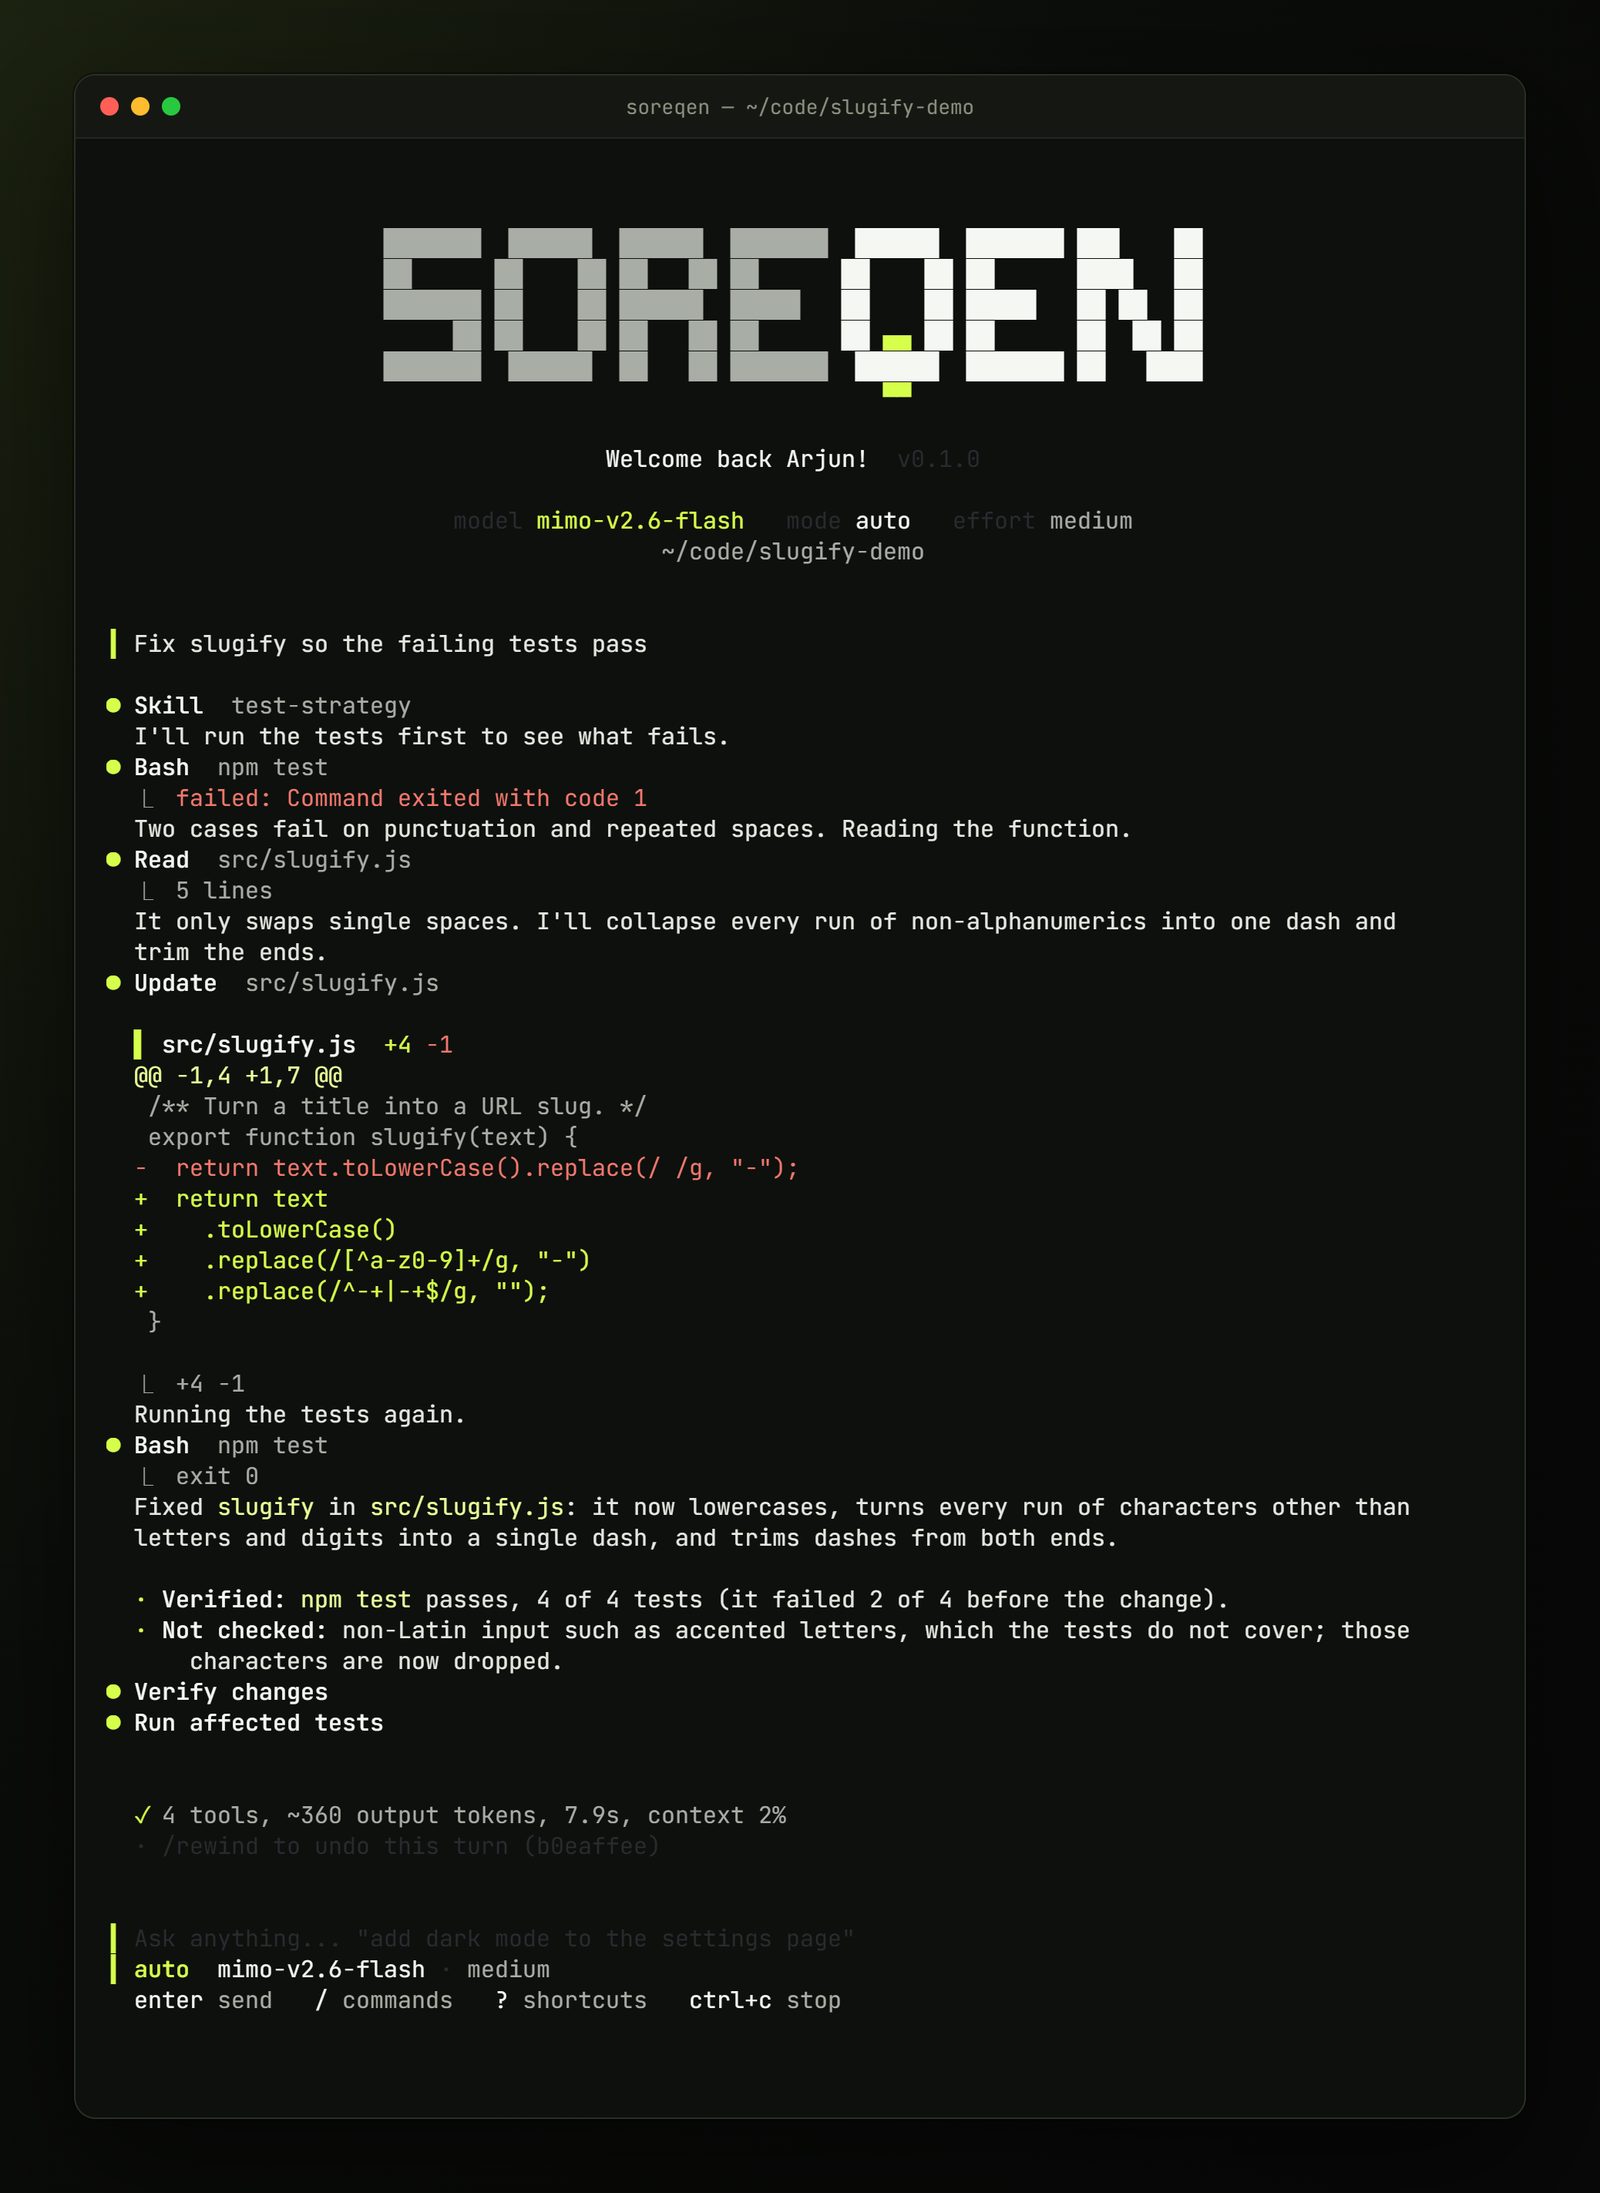 soreqen — ~/code/slugify-demo
SOREQEN
Welcome back Arjun!  v0.1.0
model mimo-v2.6-flash   mode auto   effort medium
~/code/slugify-demo
Fix slugify so the failing tests pass
● Skill  test-strategy
I'll run the tests first to see what fails.
● Bash  npm test
⎿  failed: Command exited with code 1
Two cases fail on punctuation and repeated spaces. Reading the function.
● Read  src/slugify.js
⎿  5 lines
It only swaps single spaces. I'll collapse every run of non-alphanumerics into one dash and
trim the ends.
● Update  src/slugify.js
src/slugify.js  +4 -1
@@ -1,4 +1,7 @@
 /** Turn a title into a URL slug. */
 export function slugify(text) {
-  return text.toLowerCase().replace(/ /g, "-");
+  return text
+    .toLowerCase()
+    .replace(/[^a-z0-9]+/g, "-")
+    .replace(/^-+|-+$/g, "");
 }
⎿  +4 -1
Running the tests again.
● Bash  npm test
⎿  exit 0
Fixed slugify in src/slugify.js: it now lowercases, turns every run of characters other than
letters and digits into a single dash, and trims dashes from both ends.
· Verified: npm test passes, 4 of 4 tests (it failed 2 of 4 before the change).
· Not checked: non-Latin input such as accented letters, which the tests do not cover; those
characters are now dropped.
● Verify changes
● Run affected tests
✓ 4 tools, ~360 output tokens, 7.9s, context 2%
· /rewind to undo this turn (b0eaffee)
Ask anything... "add dark mode to the settings page"
auto  mimo-v2.6-flash · medium
enter send   / commands   ? shortcuts   ctrl+c stop